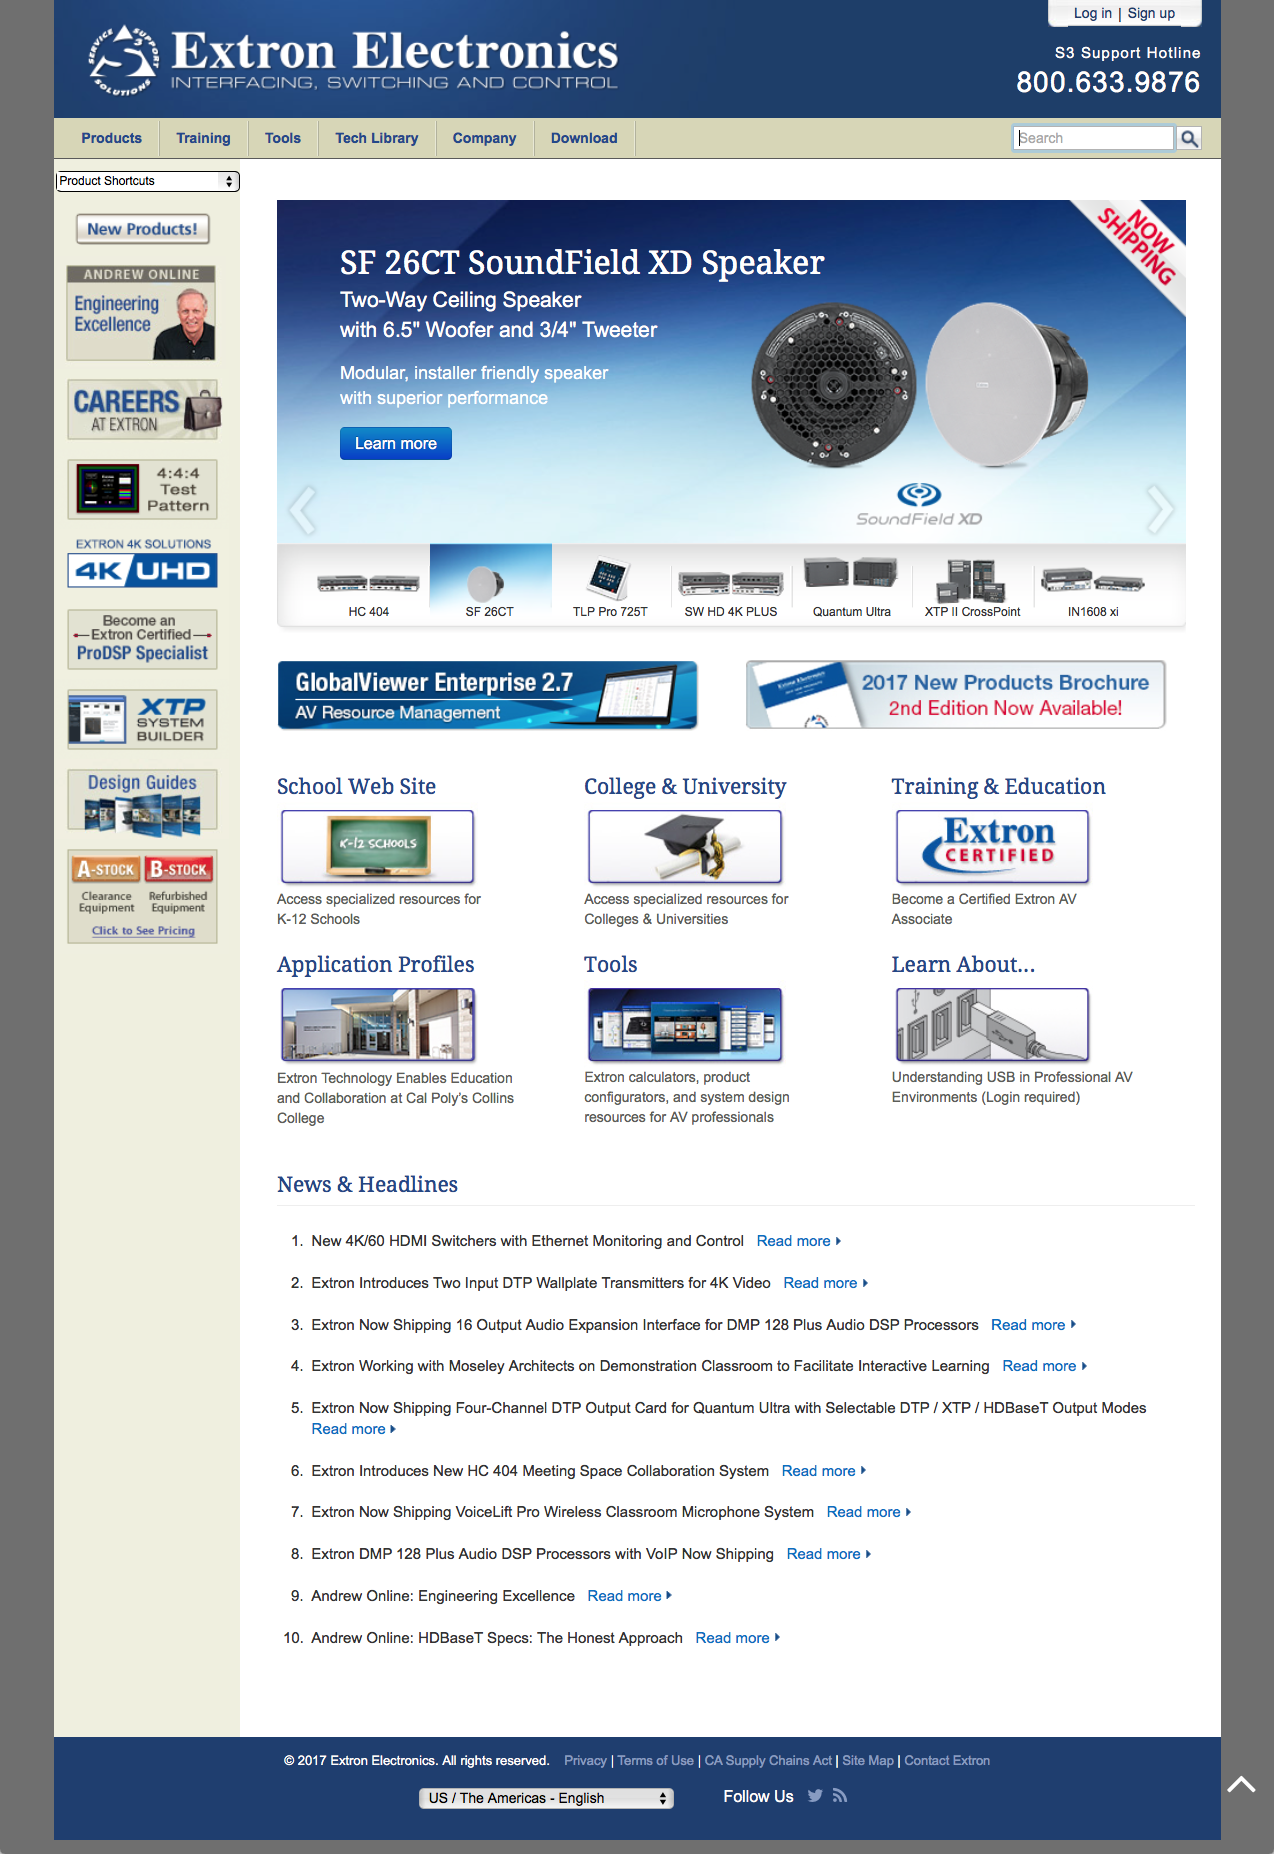 Log in | Sign up
SERVICE SUPPORT SOLUTIONS
Extron Electronics
INTERFACING, SWITCHING AND CONTROL
S3 Support Hotline
800.633.9876
Products
Training
Tools
Tech Library
Company
Download
Search
Product Shortcuts
New Products!
ANDREW ONLINE
Engineering
Excellence
CAREERS
AT EXTRON
4:4:4
Test
Pattern
EXTRON 4K SOLUTIONS
4K/UHD
Become an
Extron Certified
ProDSP Specialist
XTP
SYSTEM
BUILDER
Design Guides
A-STOCK B-STOCK
Clearance Refurbished
Equipment Equipment
Click to See Pricing
NOW
SHIPPING
SF 26CT SoundField XD Speaker
Two-Way Ceiling Speaker
with 6.5" Woofer and 3/4" Tweeter
Modular, installer friendly speaker
with superior performance
Learn more
SoundField XD
HC 404
SF 26CT
TLP Pro 725T
SW HD 4K PLUS
Quantum Ultra
XTP II CrossPoint
IN1608 xi
GlobalViewer Enterprise 2.7
AV Resource Management
Extron Electronics
2017 New Products Brochure
2nd Edition Now Available!
School Web Site
K-12 SCHOOLS
Access specialized resources for
K-12 Schools
College & University
Access specialized resources for
Colleges & Universities
Training & Education
Extron
CERTIFIED
Become a Certified Extron AV
Associate
Application Profiles
Extron Technology Enables Education
and Collaboration at Cal Poly's Collins
College
Tools
Extron calculators, product
configurators, and system design
resources for AV professionals
Learn About...
Understanding USB in Professional AV
Environments (Login required)
News & Headlines
1. New 4K/60 HDMI Switchers with Ethernet Monitoring and Control Read more
2. Extron Introduces Two Input DTP Wallplate Transmitters for 4K Video Read more
3. Extron Now Shipping 16 Output Audio Expansion Interface for DMP 128 Plus Audio DSP Processors Read more
4. Extron Working with Moseley Architects on Demonstration Classroom to Facilitate Interactive Learning Read more
5. Extron Now Shipping Four-Channel DTP Output Card for Quantum Ultra with Selectable DTP / XTP / HDBaseT Output Modes
Read more
6. Extron Introduces New HC 404 Meeting Space Collaboration System Read more
7. Extron Now Shipping VoiceLift Pro Wireless Classroom Microphone System Read more
8. Extron DMP 128 Plus Audio DSP Processors with VoIP Now Shipping Read more
9. Andrew Online: Engineering Excellence Read more
10. Andrew Online: HDBaseT Specs: The Honest Approach Read more
© 2017 Extron Electronics. All rights reserved. Privacy | Terms of Use | CA Supply Chains Act | Site Map | Contact Extron
US / The Americas - English
Follow Us